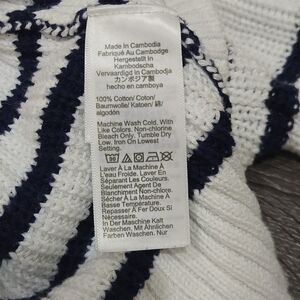 Made In Cambodia
Fabriqué Au Cambodge
Hergestellt In
Kambodscha
Vervaardigd In Cambodja
カンボジア製
hecho en camboya
100% Cotton/ Coton/
Baumwolle/ Katoen/ 綿/
algodón
Machine Wash Cold, With
Like Colors. Non-chlorine
Bleach Only. Tumble Dry
Low. Iron On Lowest
Setting.
Laver À La Machine À
L'eau Froide. Laver En
Séparant Les Couleurs.
Seulement Agent De
Blanchiment Non-chlore.
Sécher À La Machine À
Basse Température.
Repasser À Fer Doux Si
Nécessaire.
In Der Maschine Kalt
Waschen, Mit Ähnlichen
Farben Waschen, Nur